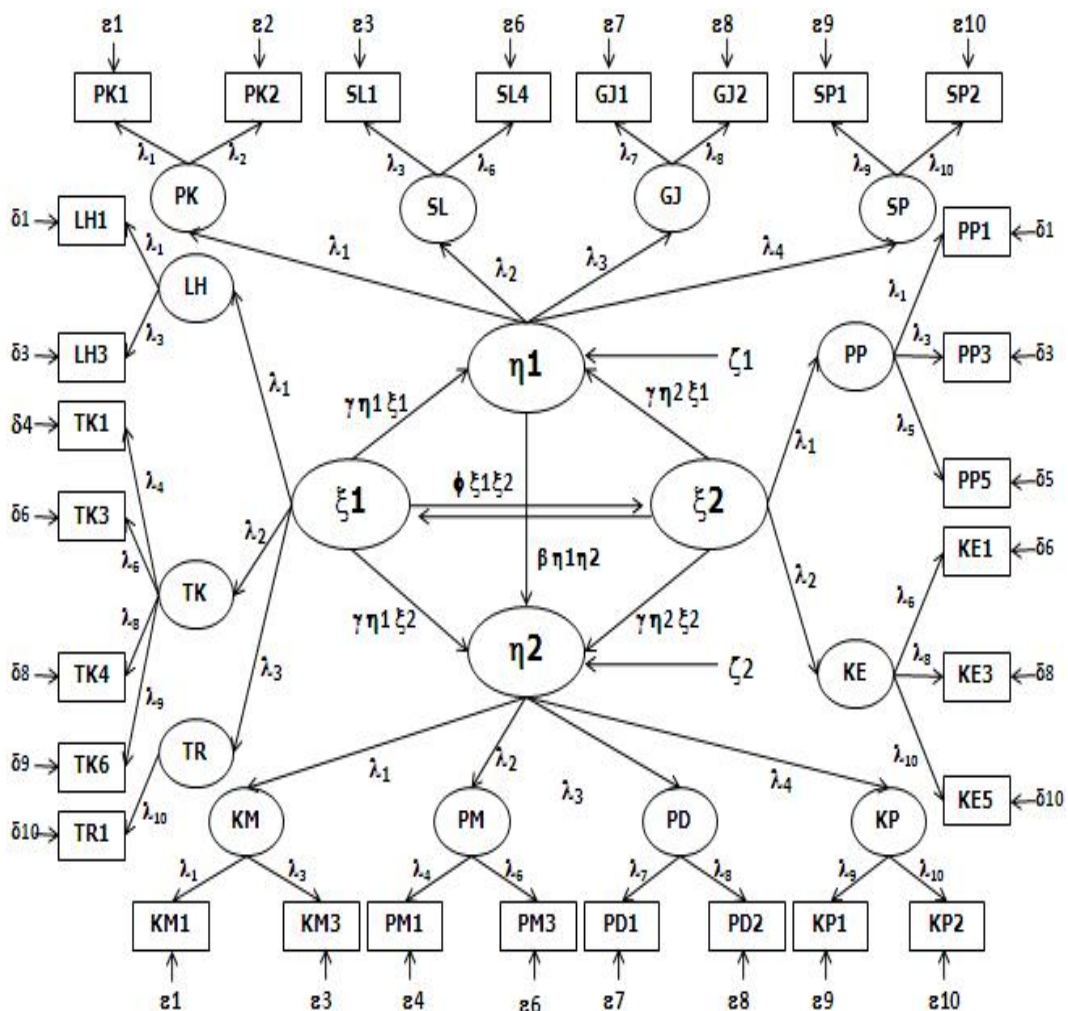 ε1 ε2 ε3 ε6 ε7 ε8 ε9 ε10
PK1 PK2 SL1 SL4 GJ1 GJ2 SP1 SP2
λ1 λ2 λ3 λ6 λ7 λ8 λ9 λ10
PK SL GJ SP
δ1 LH1 PP1 δ1
λ1 λ1 λ2 λ3 λ4
LH λ1
δ3 LH3 λ3 η1 ζ1 PP λ3 PP3 δ3
λ1 γη1ξ1 γη2ξ1
δ4 TK1 λ1 λ5
ξ1 ϕξ1ξ2 ξ2 PP5 δ5
λ4
δ6 TK3 λ2 KE1 δ6
λ6 βη1η2 λ2
TK λ6
λ8 γη1ξ2 γη2ξ2
δ8 TK4 λ3 η2 ζ2 KE λ8 KE3 δ8
λ9
δ9 TK6 TR λ10
λ1 λ2 λ3 λ4 KE5 δ10
δ10 TR1 λ10 KM PM PD KP
λ1 λ3 λ4 λ6 λ7 λ8 λ9 λ10
KM1 KM3 PM1 PM3 PD1 PD2 KP1 KP2
ε1 ε3 ε4 ε6 ε7 ε8 ε9 ε10